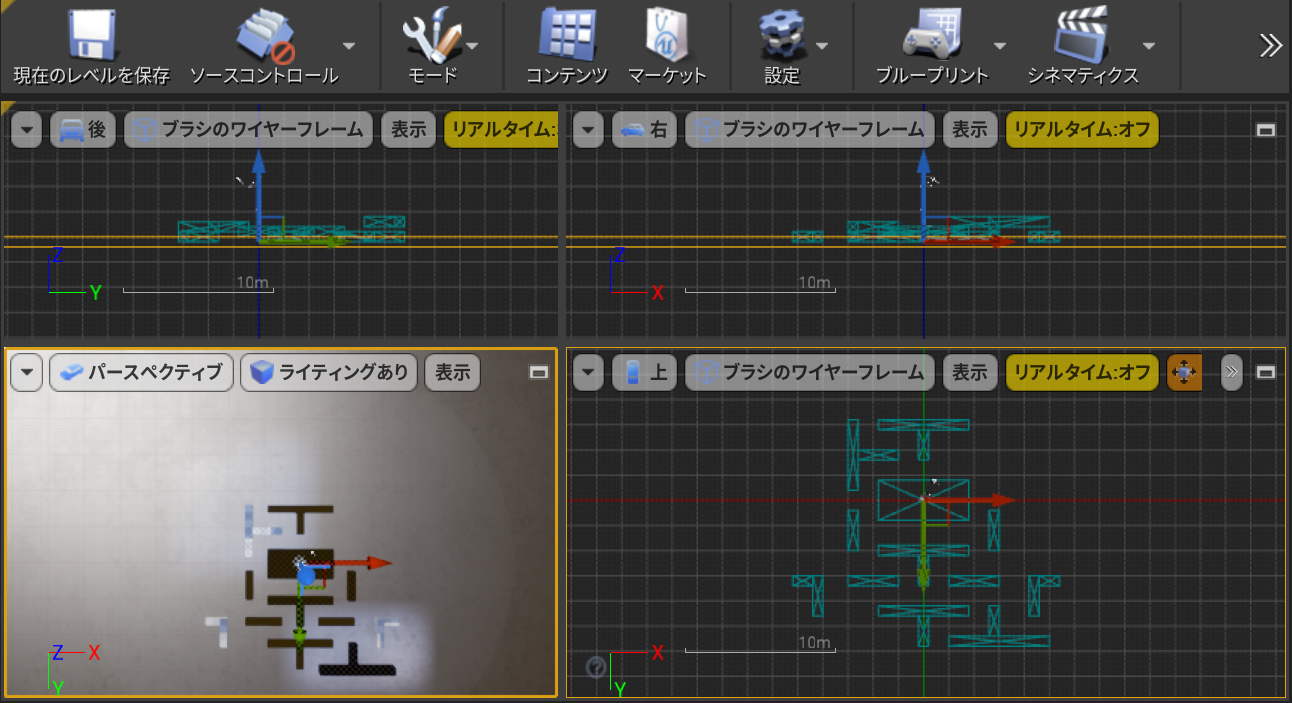 現在のレベルを保存 ソースコントロール モード コンテンツ マーケット 設定 ブループリント シネマティクス
後 ブラシのワイヤーフレーム 表示 リアルタイム:
Z
Y
10m
右 ブラシのワイヤーフレーム 表示 リアルタイム:オフ
Z
X
10m
パースペクティブ ライティングあり 表示
Z X
Y
上 ブラシのワイヤーフレーム 表示 リアルタイム:オフ
10m
X
Y